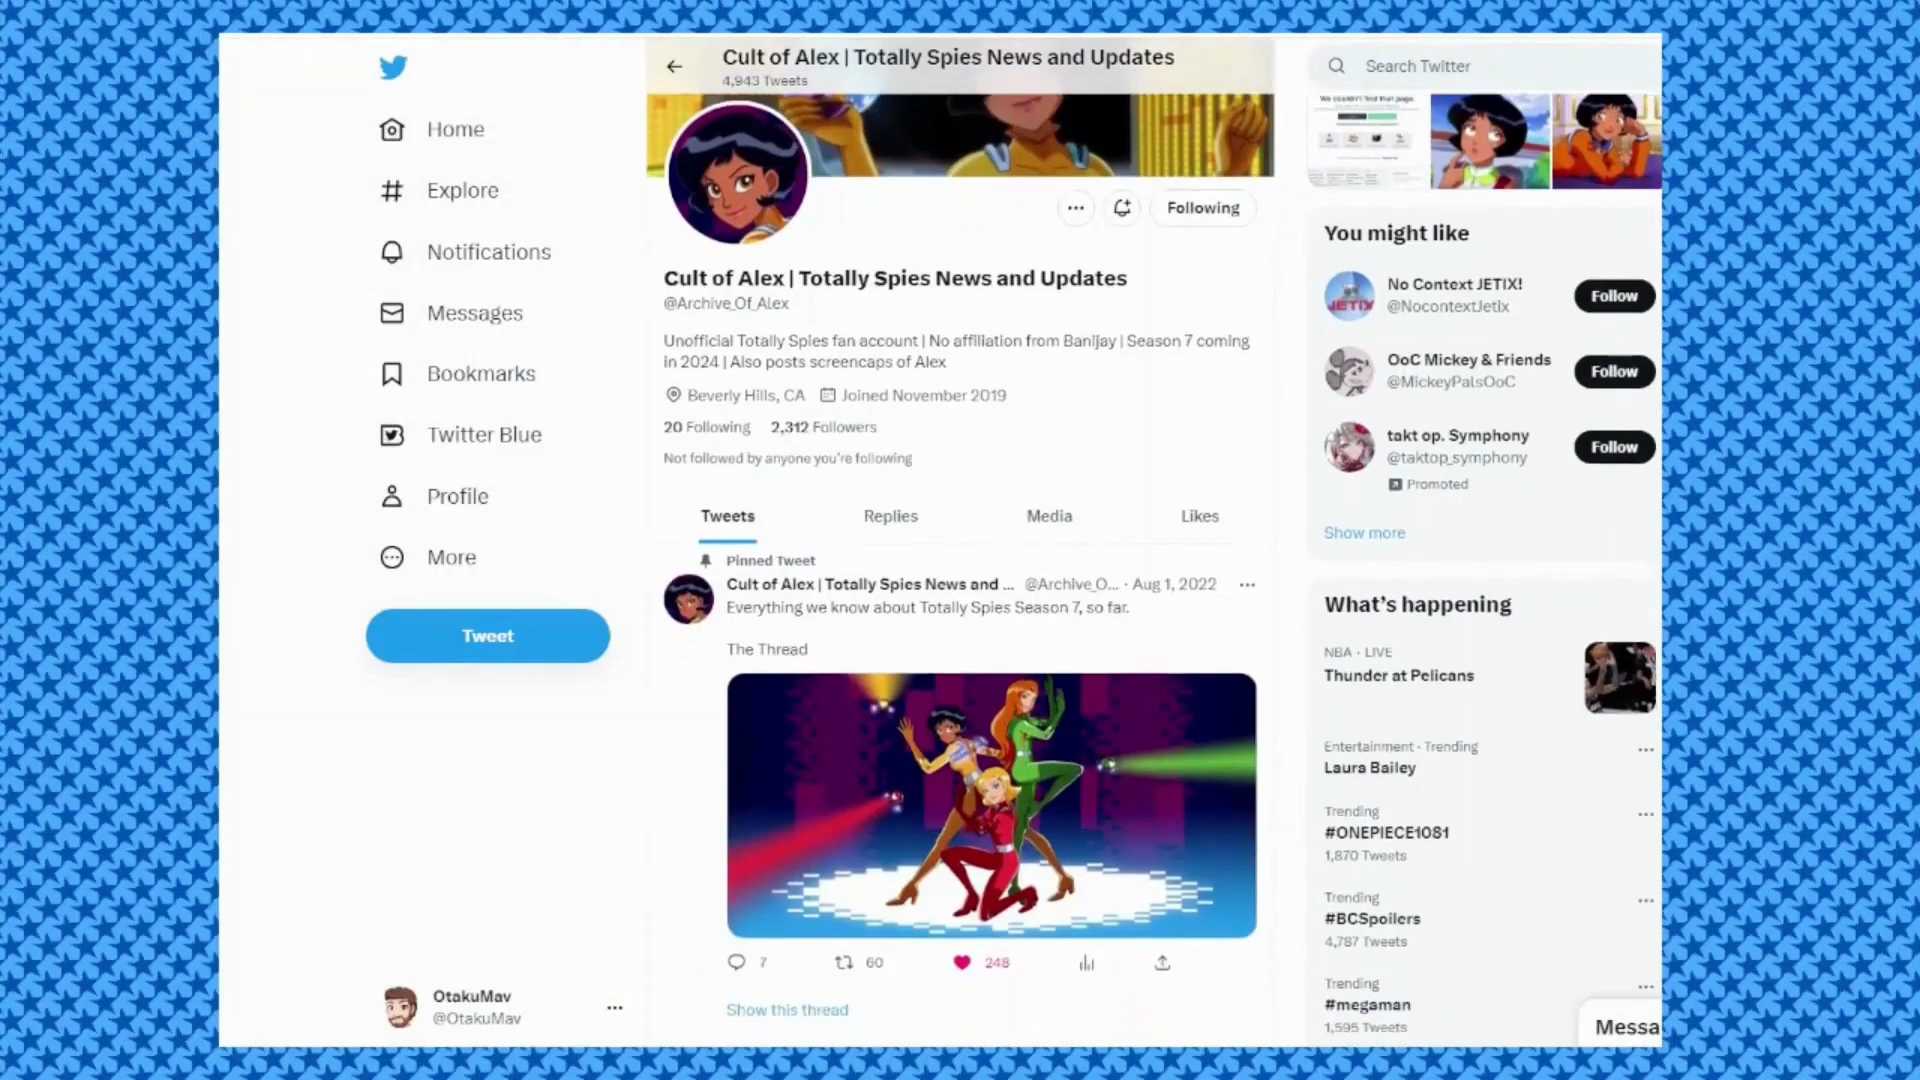 Home
Explore
Notifications
Messages
Bookmarks
Twitter Blue
Profile
More
Tweet
OtakuMav
@OtakuMav
Cult of Alex | Totally Spies News and Updates
4,943 Tweets
Following
Cult of Alex | Totally Spies News and Updates
@Archive_Of_Alex
Unofficial Totally Spies fan account | No affiliation from Banijay | Season 7 coming
in 2024 | Also posts screencaps of Alex
Beverly Hills, CA Joined November 2019
20 Following 2,312 Followers
Not followed by anyone you're following
Tweets Replies Media Likes
Pinned Tweet
Cult of Alex | Totally Spies News and ... @Archive_O... · Aug 1, 2022
Everything we know about Totally Spies Season 7, so far.
The Thread
7 60 248
Show this thread
Search Twitter
We couldn't find that page
You might like
No Context JETIX!
@NocontextJetix
Follow
JETIX
OoC Mickey & Friends
@MickeyPalsOoC
Follow
takt op. Symphony
@taktop_symphony
Follow
Promoted
Show more
What's happening
NBA · LIVE
Thunder at Pelicans
Entertainment · Trending
Laura Bailey
Trending
#ONEPIECE1081
1,870 Tweets
Trending
#BCSpoilers
4,787 Tweets
Trending
#megaman
1,595 Tweets
Messa